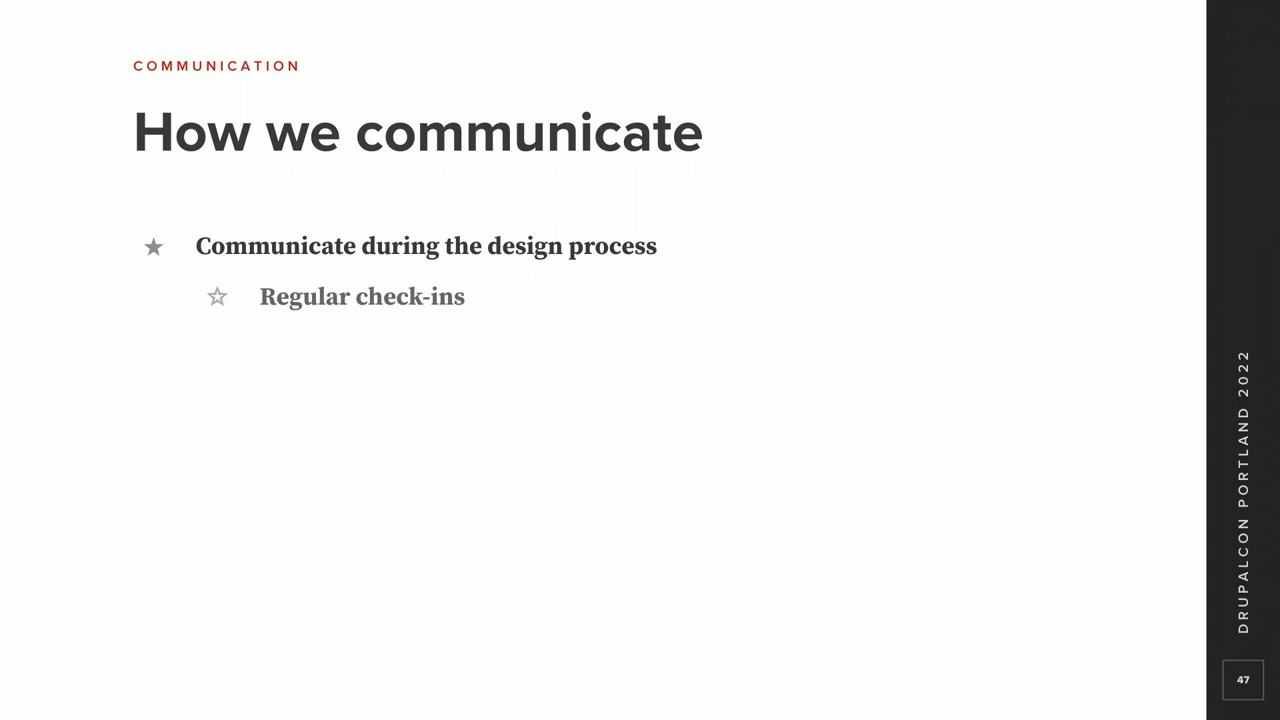 COMMUNICATION
How we communicate
★ Communicate during the design process
☆ Regular check-ins
DRUPALCON PORTLAND 2022
47